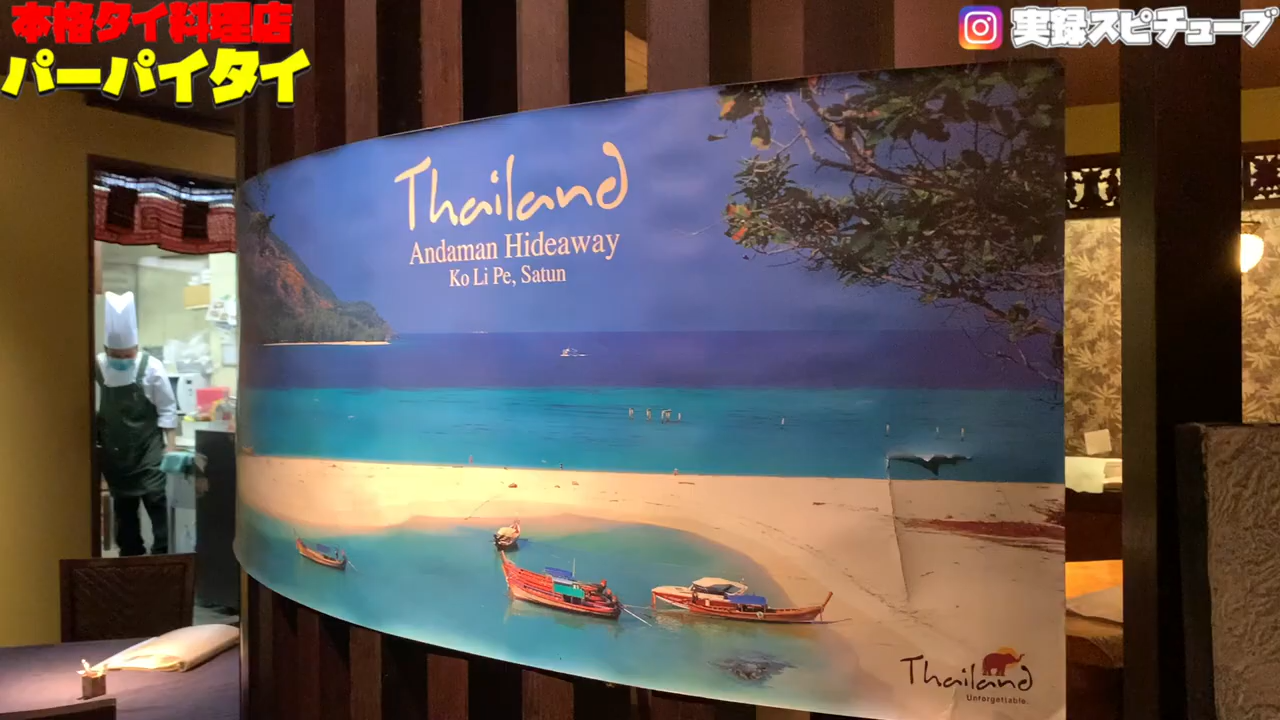 本格タイ料理店
パーパイタイ
実録スピチューブ
Thailand
Andaman Hideaway
Ko Li Pe, Satun
Thailand
Unforgettable.